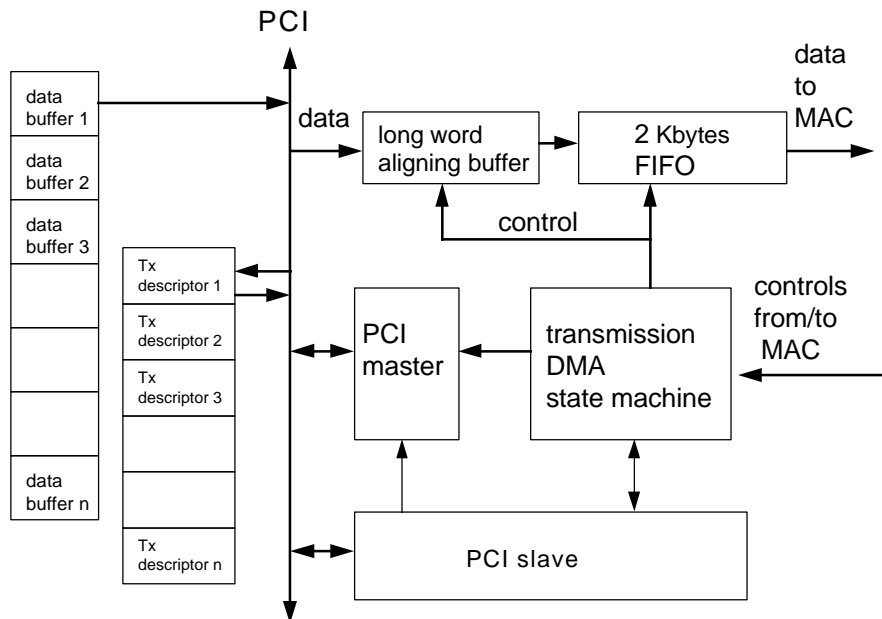 PCI
data
buffer 1
data
buffer 2
data
buffer 3
data
buffer n
Tx
descriptor 1
Tx
descriptor 2
Tx
descriptor 3
Tx
descriptor n
data
long word
aligning buffer
2 Kbytes
FIFO
data
to
MAC
control
PCI
master
transmission
DMA
state machine
controls
from/to
MAC
PCI slave